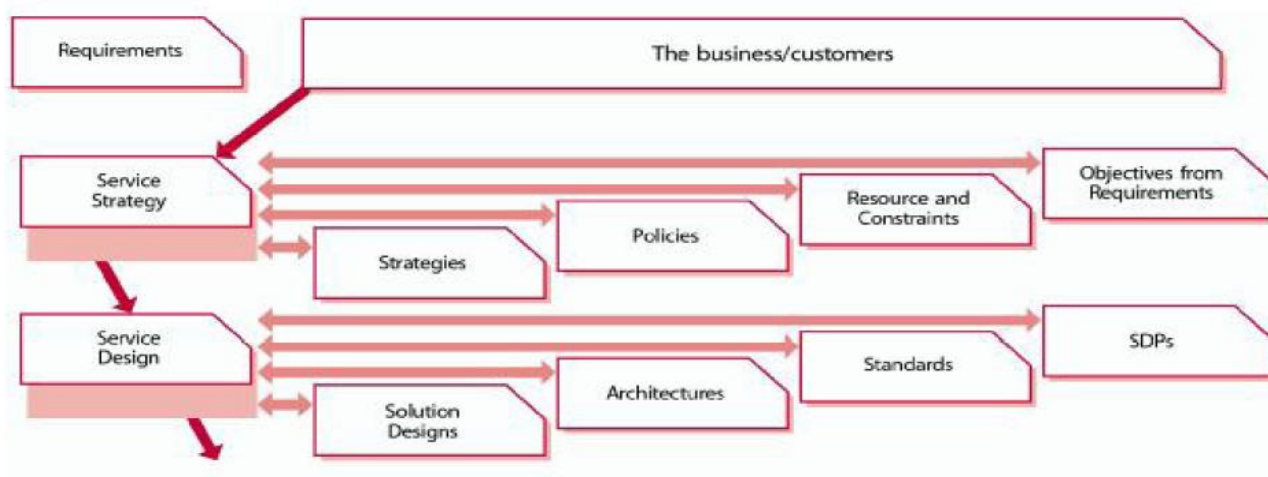 Requirements
The business/customers
Service
Strategy
Objectives from
Requirements
Resource and
Constraints
Policies
Strategies
Service
Design
SDPs
Standards
Architectures
Solution
Designs